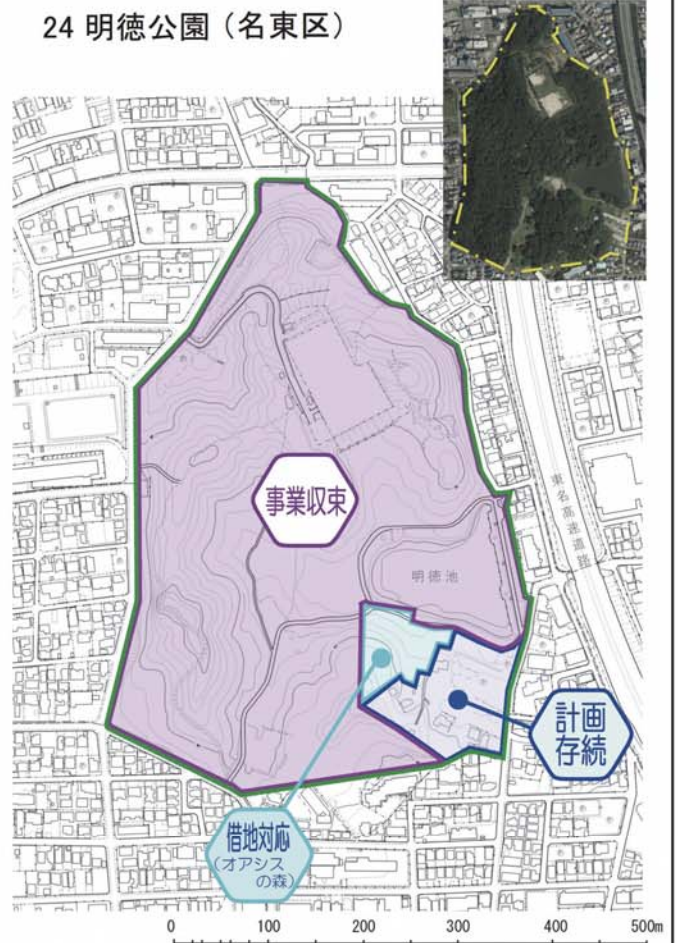 24 明徳公園（名東区）
事業収束
東名高速道路
明徳池
計画
存続
借地対応
（オアシス
の森）
0 100 200 300 400 500m